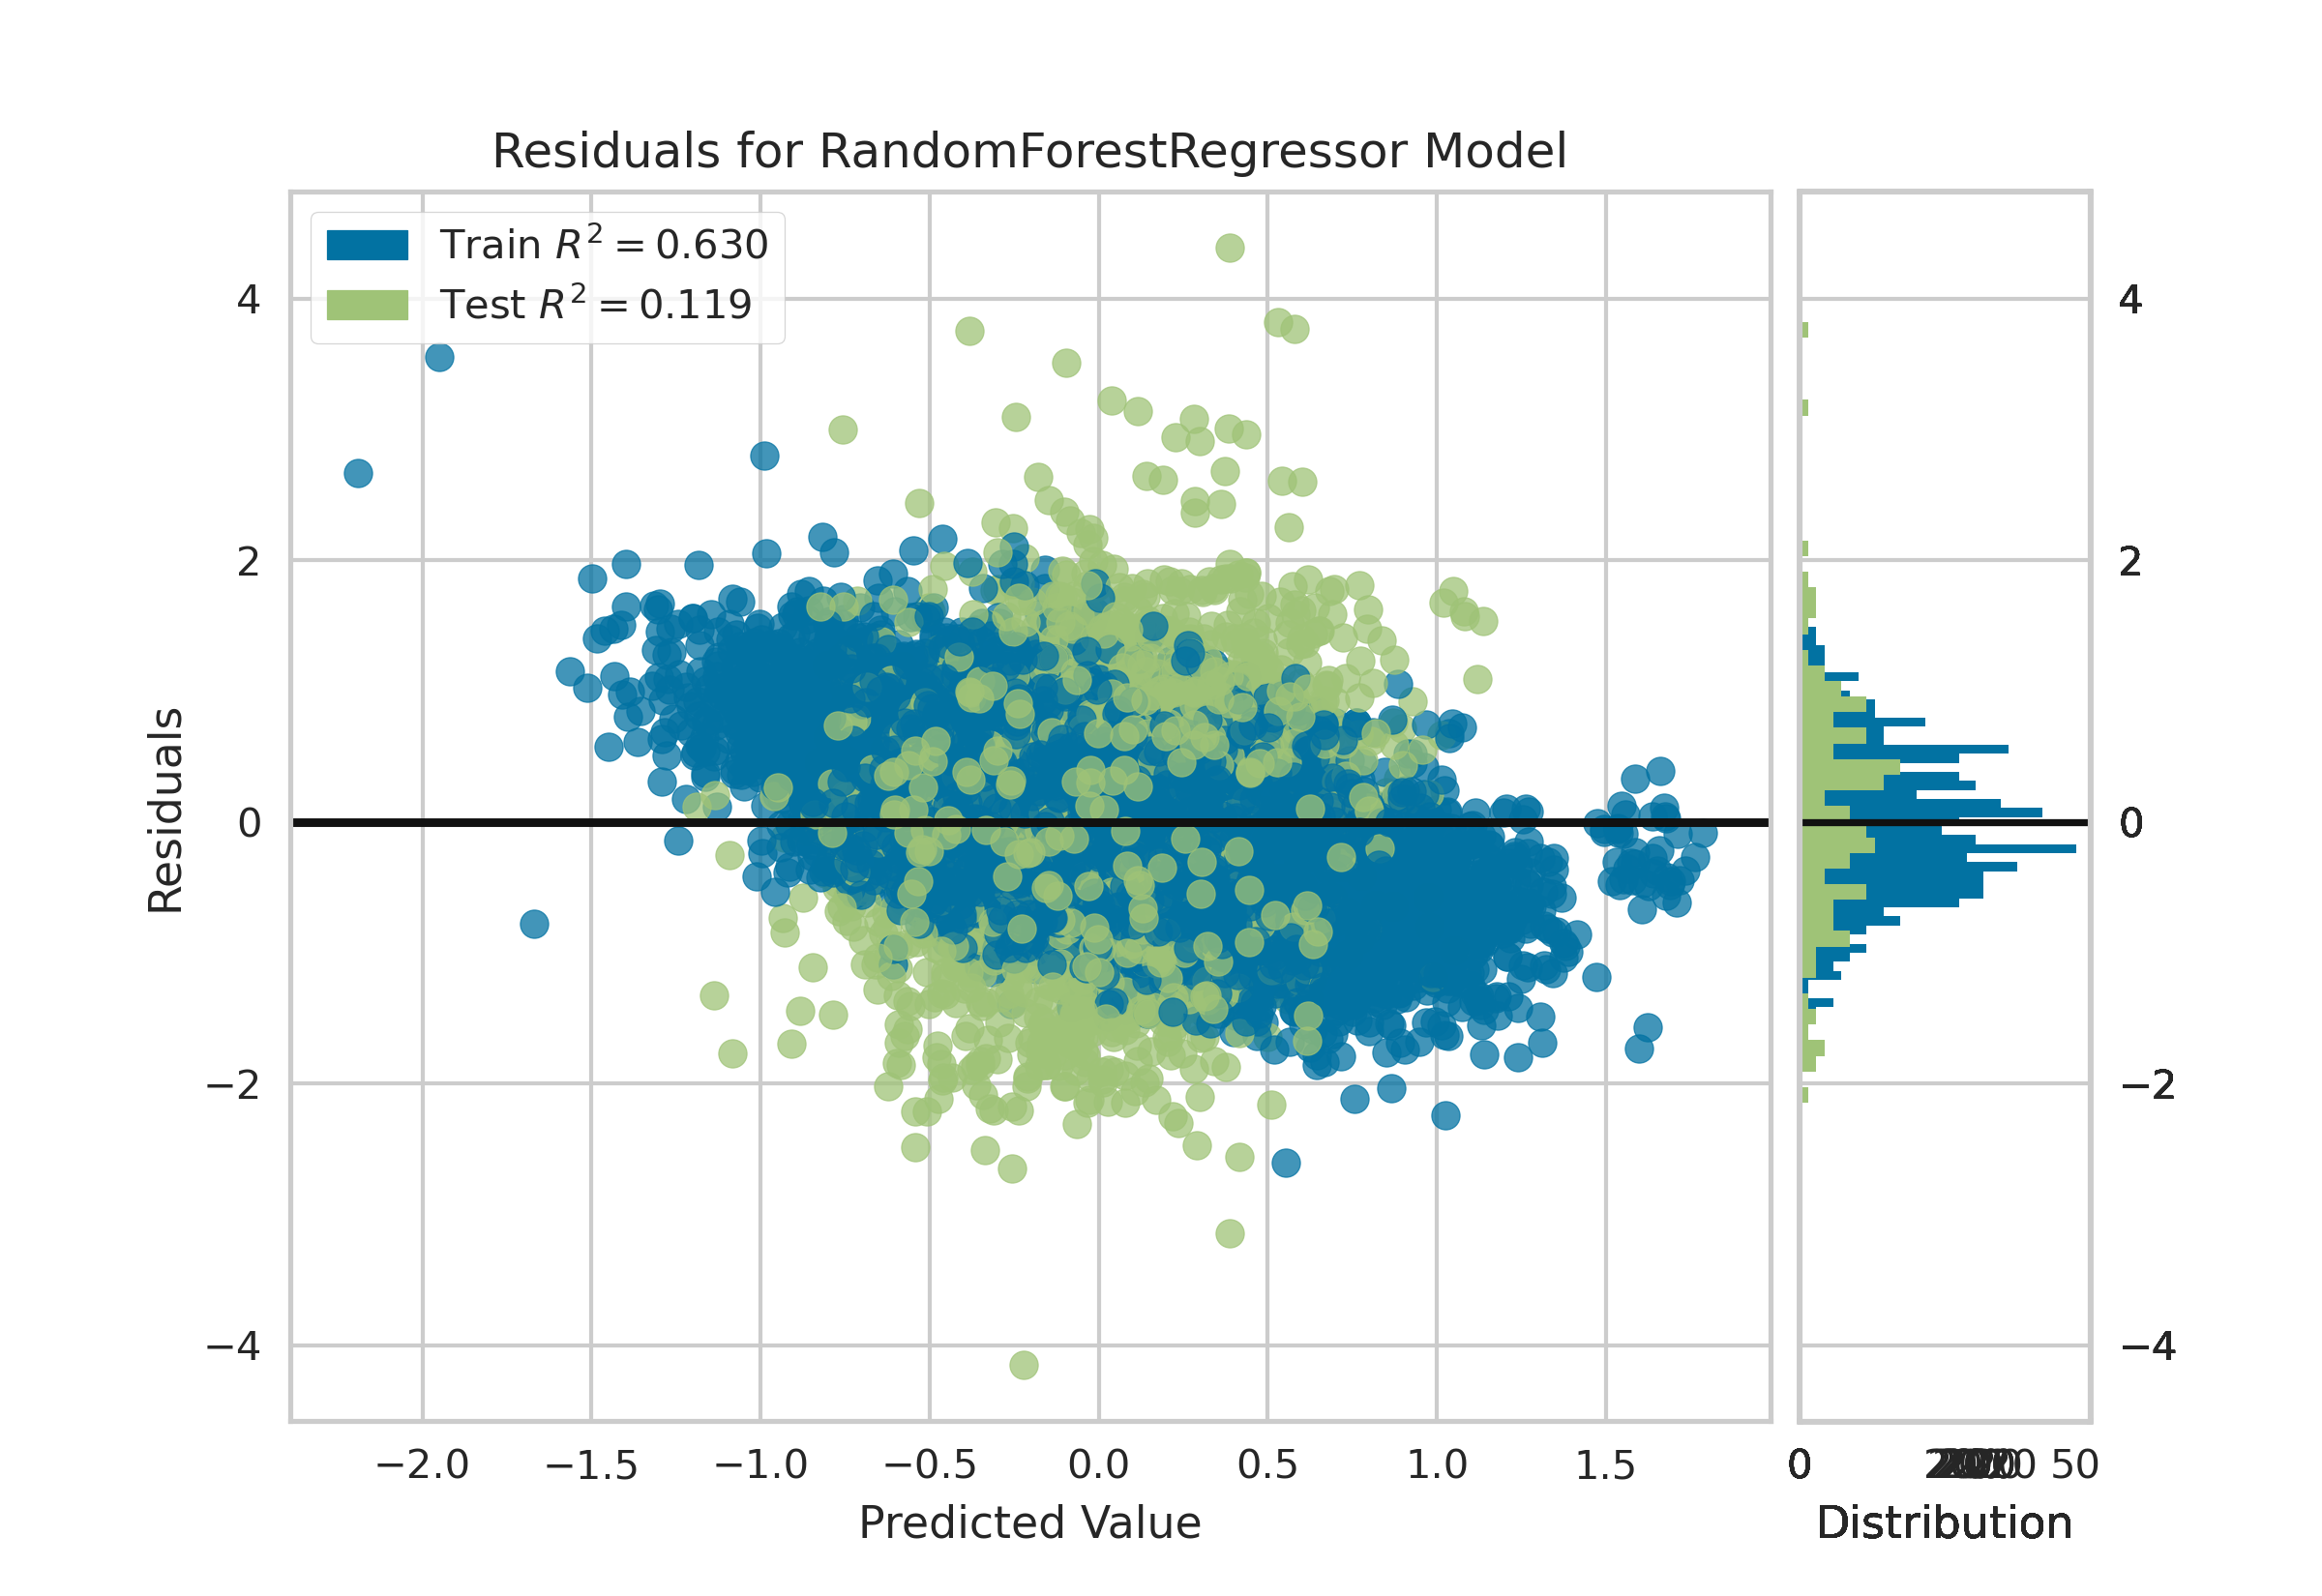 Residuals for RandomForestRegressor Model
Train R² = 0.630
Test R² = 0.119
Residuals
4
2
0
−2
−4
−2.0 −1.5 −1.0 −0.5 0.0 0.5 1.0 1.5
Predicted Value
4
2
0
−2
−4
0 50
Distribution